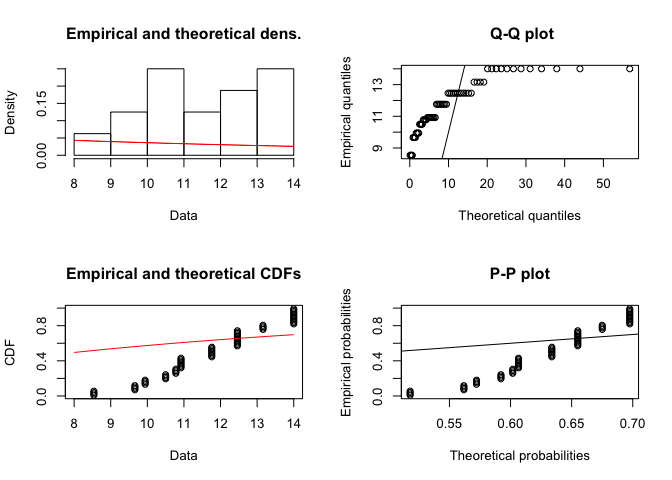 Empirical and theoretical dens.
Density
0.00
0.15
8 9 10 11 12 13 14
Data
Q-Q plot
Empirical quantiles
9
11
13
0 10 20 30 40 50
Theoretical quantiles
Empirical and theoretical CDFs
CDF
0.0
0.4
0.8
8 9 10 11 12 13 14
Data
P-P plot
Empirical probabilities
0.0
0.4
0.8
0.55 0.60 0.65 0.70
Theoretical probabilities